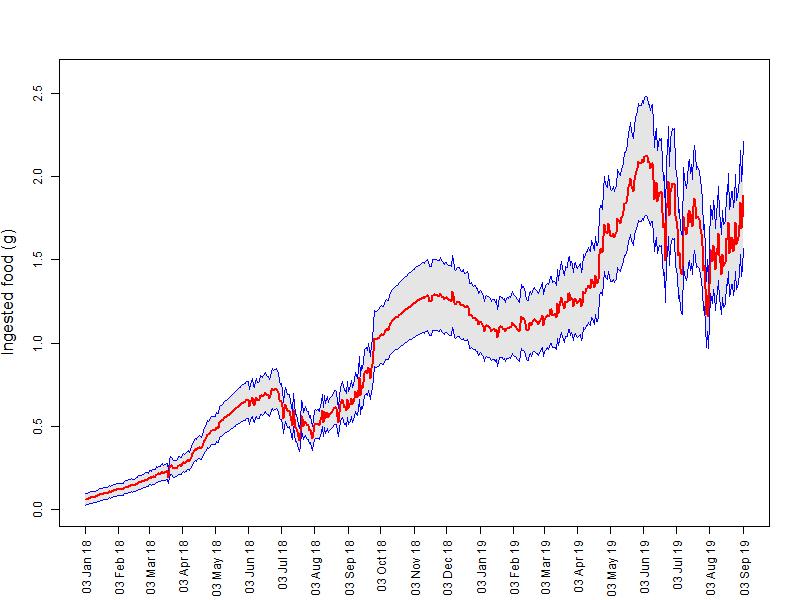 Ingested food (g)
2.5
2.0
1.5
1.0
0.5
0.0
03 Jan 18
03 Feb 18
03 Mar 18
03 Apr 18
03 May 18
03 Jun 18
03 Jul 18
03 Aug 18
03 Sep 18
03 Oct 18
03 Nov 18
03 Dec 18
03 Jan 19
03 Feb 19
03 Mar 19
03 Apr 19
03 May 19
03 Jun 19
03 Jul 19
03 Aug 19
03 Sep 19